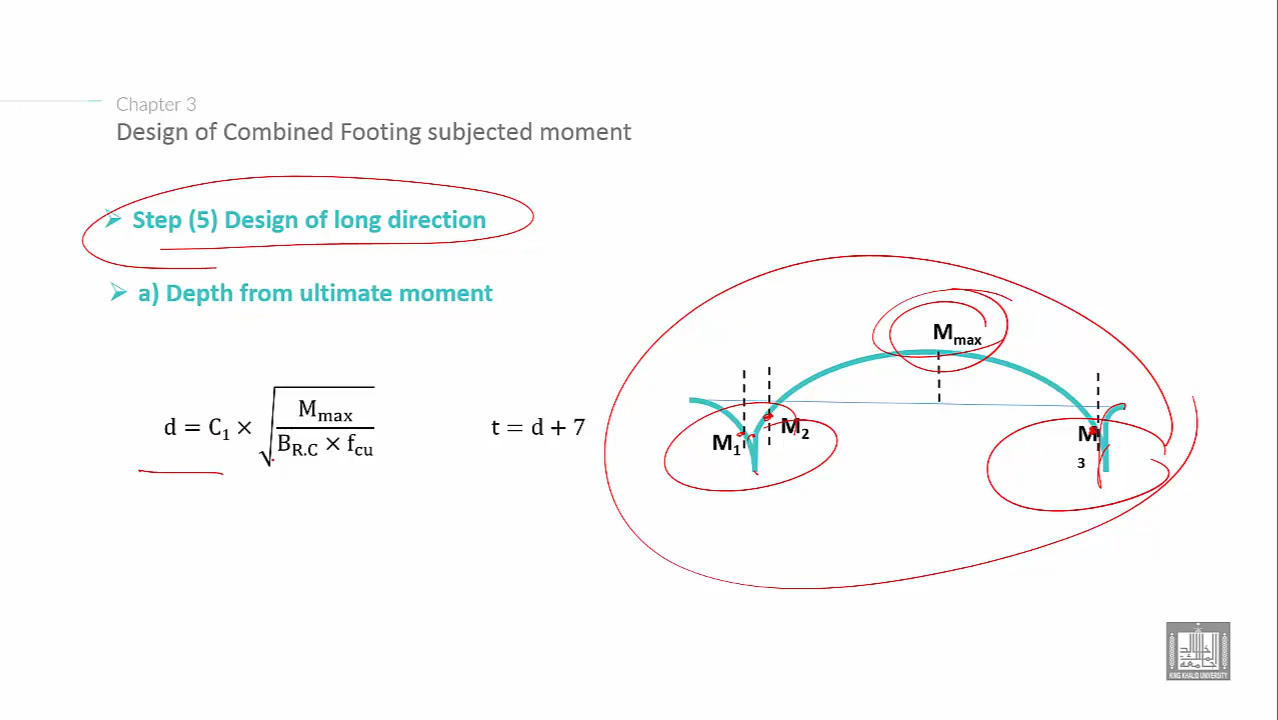 Chapter 3
Design of Combined Footing subjected moment
Step (5) Design of long direction
a) Depth from ultimate moment
d = C₁ × √(M_max / (B_R.C × f_cu))
t = d + 7
M_max
M₁
M₂
M
3
KING KHALID UNIVERSITY